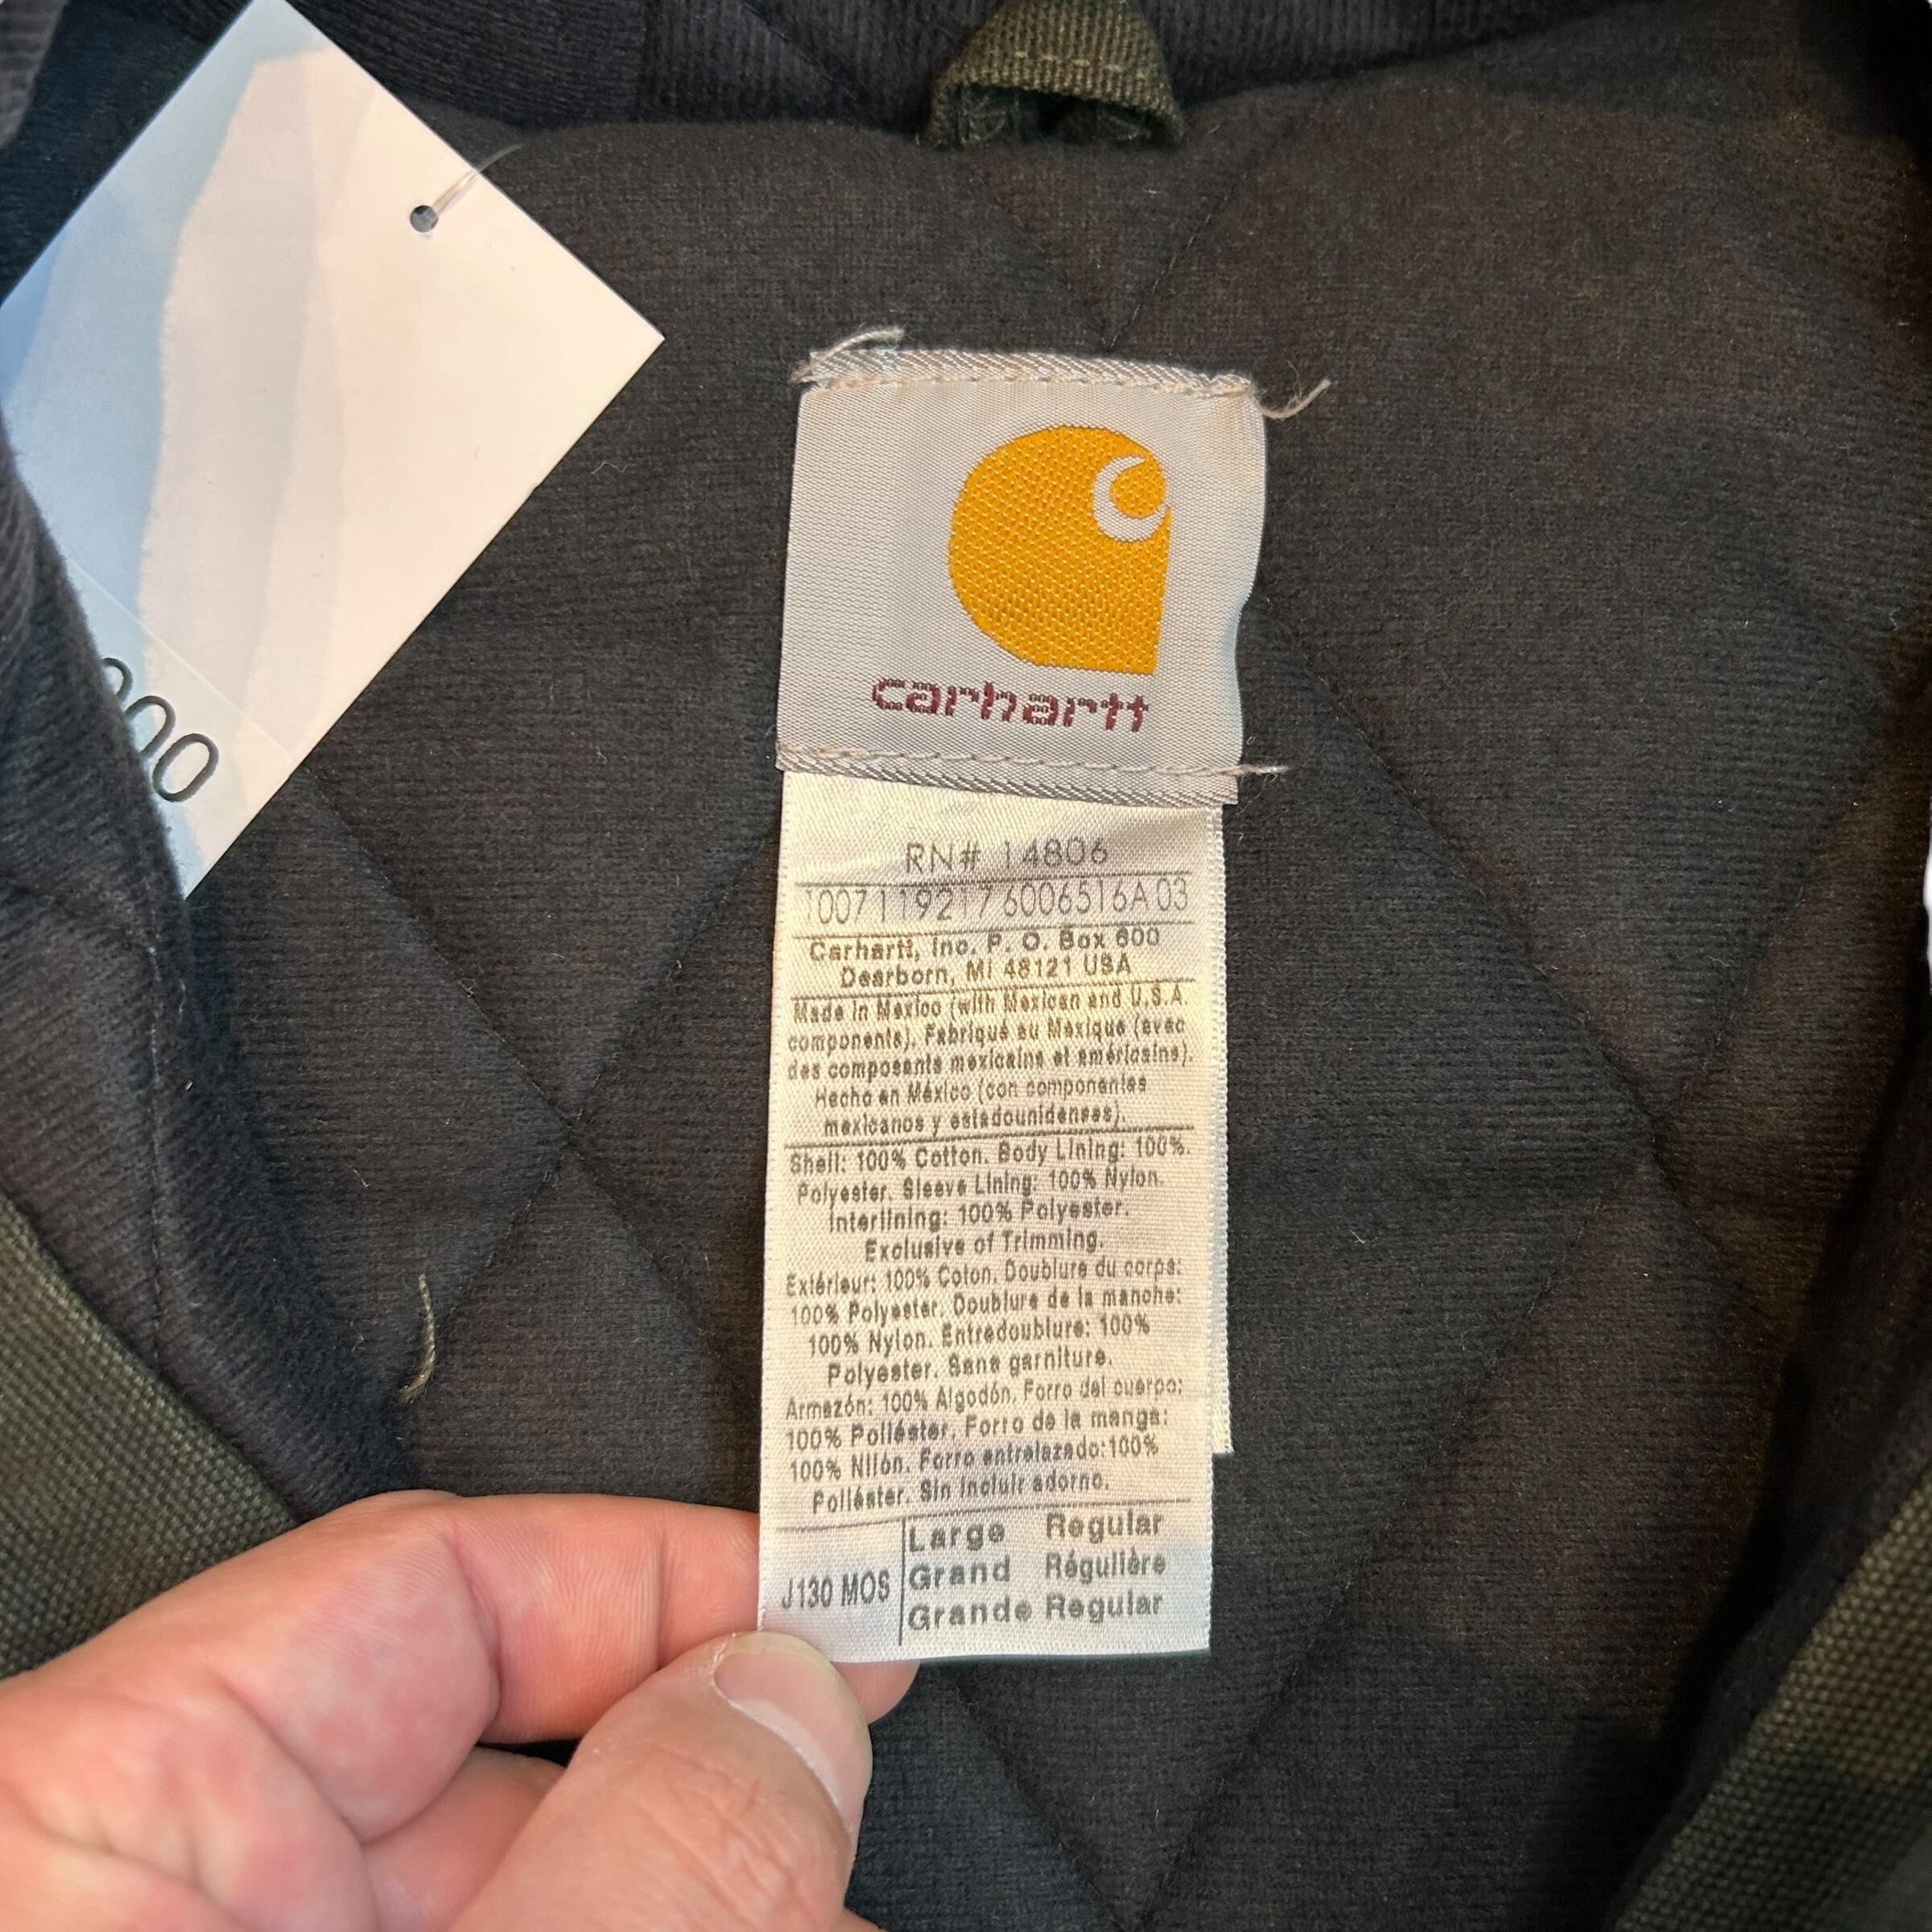 00
carhartt
RN# 14806
10071192176006516A03
Carhartt, Inc. P. O. Box 600
Dearborn, MI 48121 USA
Made in Mexico (with Mexican and U.S.A.
components). Fabriqué au Mexique (avec
des composants mexicains et américains).
Hecho en México (con componentes
mexicanos y estadounidenses).
Shell: 100% Cotton. Body Lining: 100%
Polyester. Sleeve Lining: 100% Nylon.
Interlining: 100% Polyester.
Exclusive of Trimming.
Extérieur: 100% Coton. Doublure du corps:
100% Polyester. Doublure de la manche:
100% Nylon. Entredoublure: 100%
Polyester. Sans garniture.
Armazón: 100% Algodón. Forro del cuerpo:
100% Poliéster. Forro de la manga:
100% Nilón. Forro entrelazado:100%
Poliéster. Sin incluir adorno.
J130 MOS
Large Regular
Grand Régulière
Grande Regular